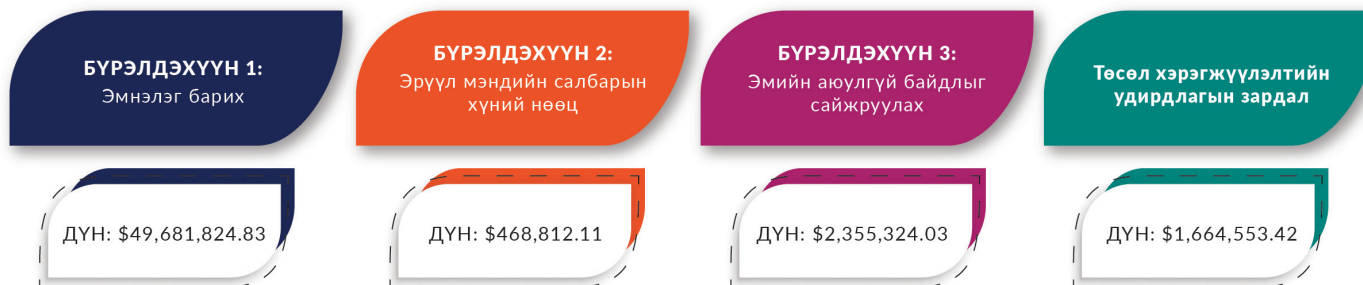 БҮРЭЛДЭХҮҮН 1:
Эмнэлэг барих
БҮРЭЛДЭХҮҮН 2:
Эрүүл мэндийн салбарын
хүний нөөц
БҮРЭЛДЭХҮҮН 3:
Эмийн аюулгүй байдлыг
сайжруулах
Төсөл хэрэгжүүлэлтийн
удирдлагын зардал
ДҮН: $49,681,824.83
ДҮН: $468,812.11
ДҮН: $2,355,324.03
ДҮН: $1,664,553.42